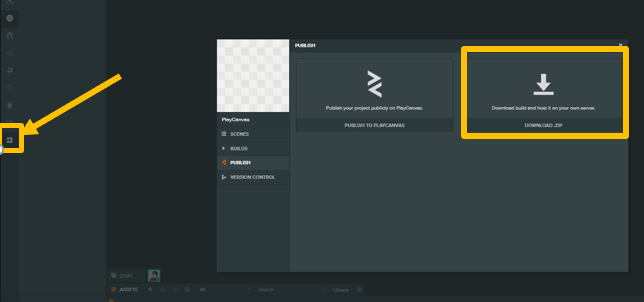 PUBLISH
Publish your project publicly on PlayCanvas.
PUBLISH TO PLAYCANVAS
Download build and host it on your own server.
DOWNLOAD .ZIP
PlayCanvas
SCENES
BUILDS
PUBLISH
VERSION CONTROL
CHAT
ASSETS
All
Search
Library